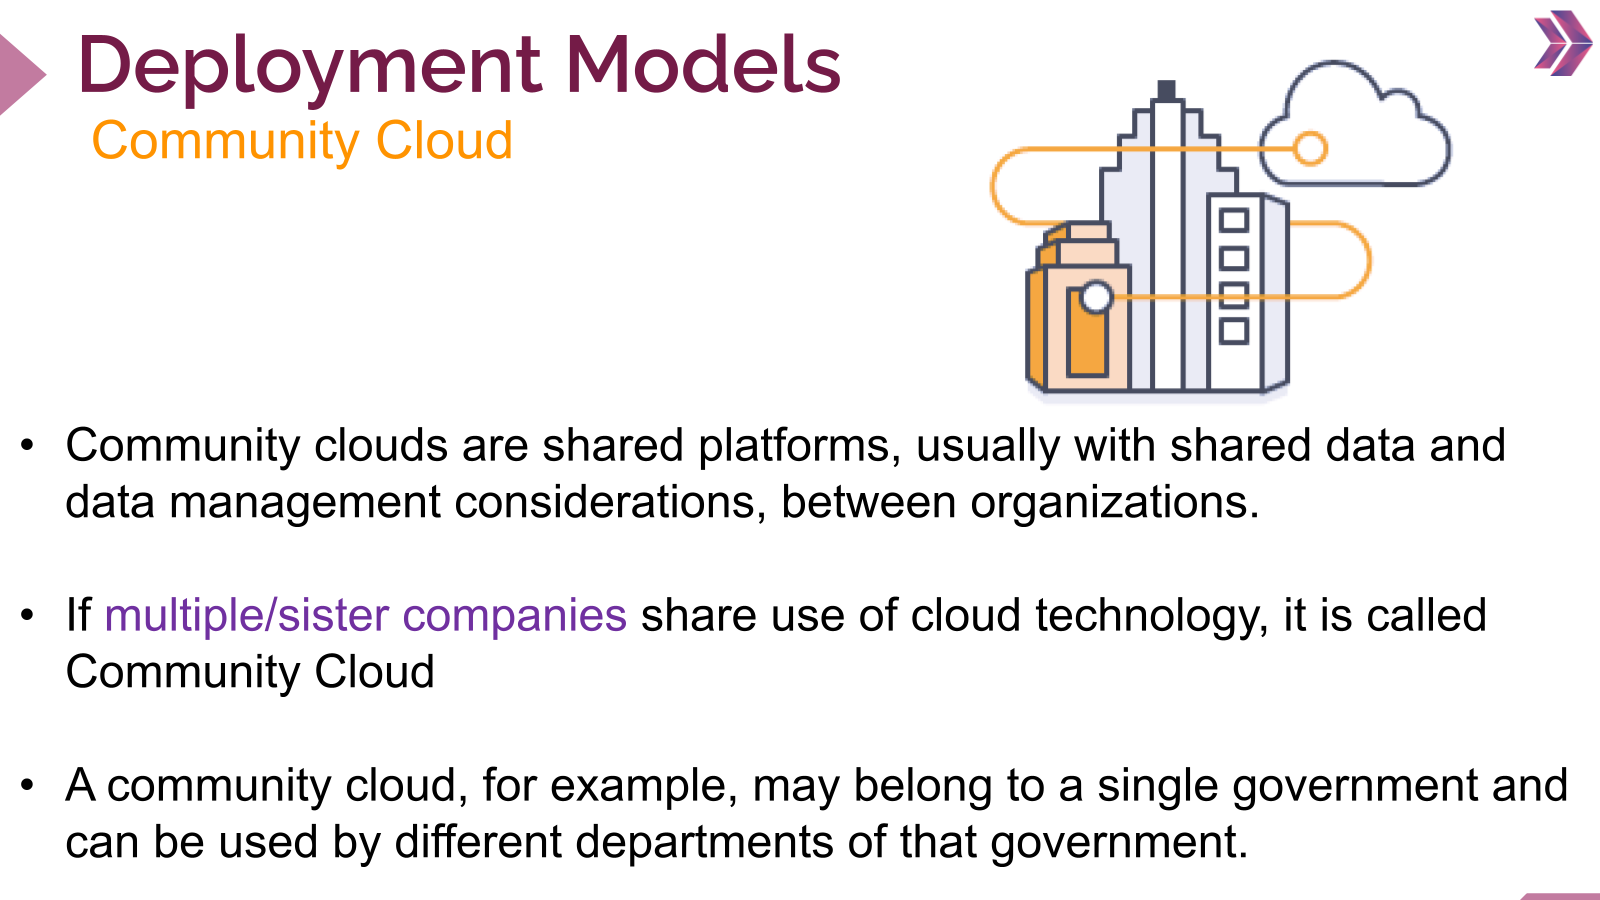 Deployment Models
Community Cloud
• Community clouds are shared platforms, usually with shared data and
data management considerations, between organizations.
• If multiple/sister companies share use of cloud technology, it is called
Community Cloud
• A community cloud, for example, may belong to a single government and
can be used by different departments of that government.